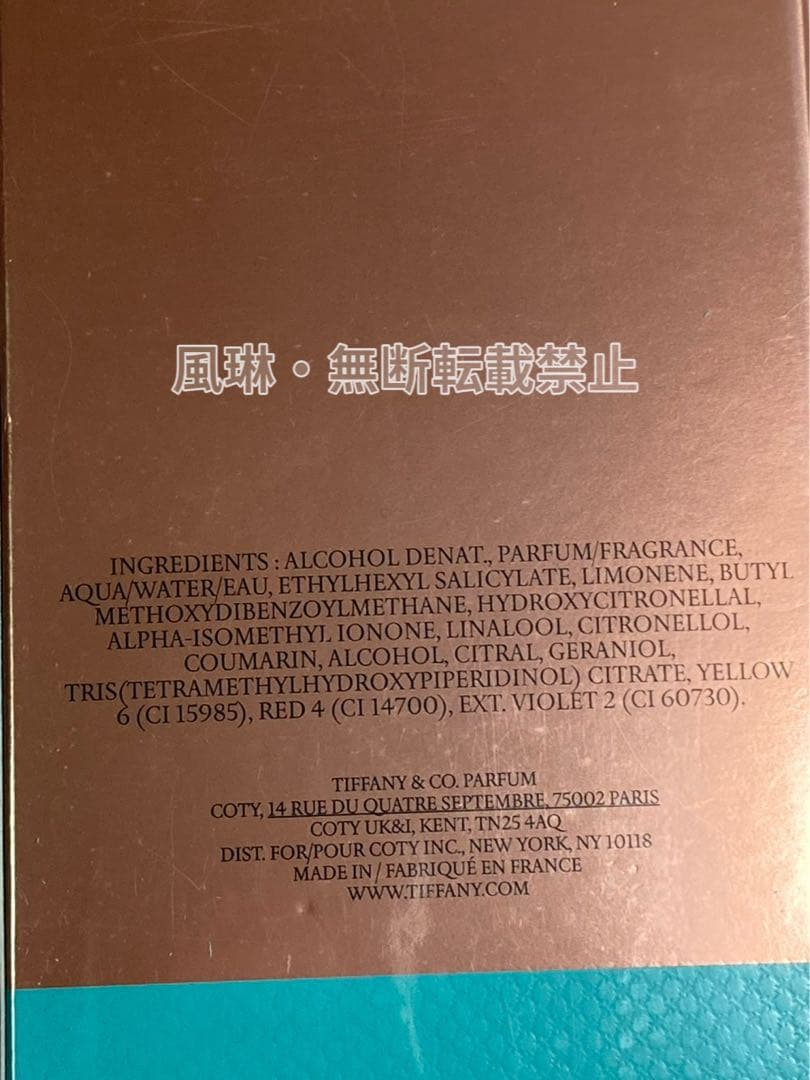 風琳・無断転載禁止
INGREDIENTS : ALCOHOL DENAT., PARFUM/FRAGRANCE,
AQUA/WATER/EAU, ETHYLHEXYL SALICYLATE, LIMONENE, BUTYL
METHOXYDIBENZOYLMETHANE, HYDROXYCITRONELLAL,
ALPHA-ISOMETHYL IONONE, LINALOOL, CITRONELLOL,
COUMARIN, ALCOHOL, CITRAL, GERANIOL,
TRIS(TETRAMETHYLHYDROXYPIPERIDINOL) CITRATE, YELLOW
6 (CI 15985), RED 4 (CI 14700), EXT. VIOLET 2 (CI 60730).
TIFFANY & CO. PARFUM
COTY, 14 RUE DU QUATRE SEPTEMBRE, 75002 PARIS
COTY UK&I, KENT, TN25 4AQ
DIST. FOR/POUR COTY INC., NEW YORK, NY 10118
MADE IN / FABRIQUÉ EN FRANCE
WWW.TIFFANY.COM